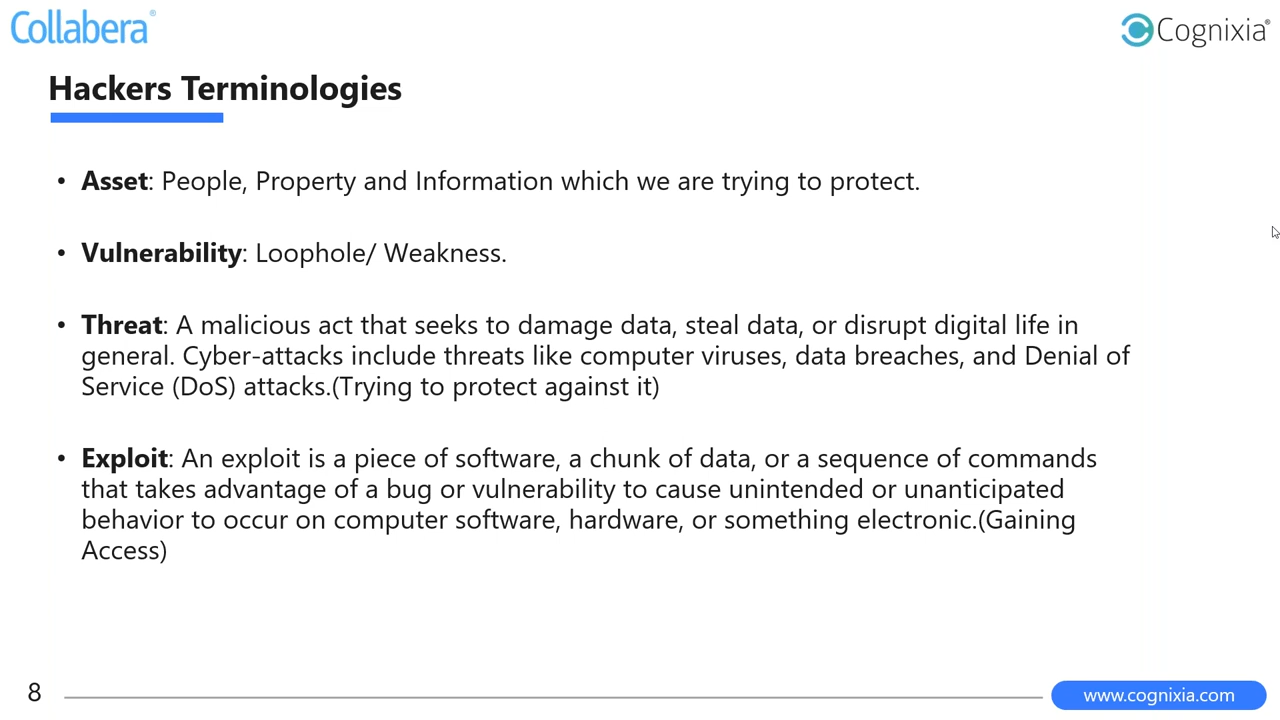 Collabera®
Cognixia®
Hackers Terminologies
• Asset: People, Property and Information which we are trying to protect.
• Vulnerability: Loophole/ Weakness.
• Threat: A malicious act that seeks to damage data, steal data, or disrupt digital life in
general. Cyber-attacks include threats like computer viruses, data breaches, and Denial of
Service (DoS) attacks.(Trying to protect against it)
• Exploit: An exploit is a piece of software, a chunk of data, or a sequence of commands
that takes advantage of a bug or vulnerability to cause unintended or unanticipated
behavior to occur on computer software, hardware, or something electronic.(Gaining
Access)
8
www.cognixia.com